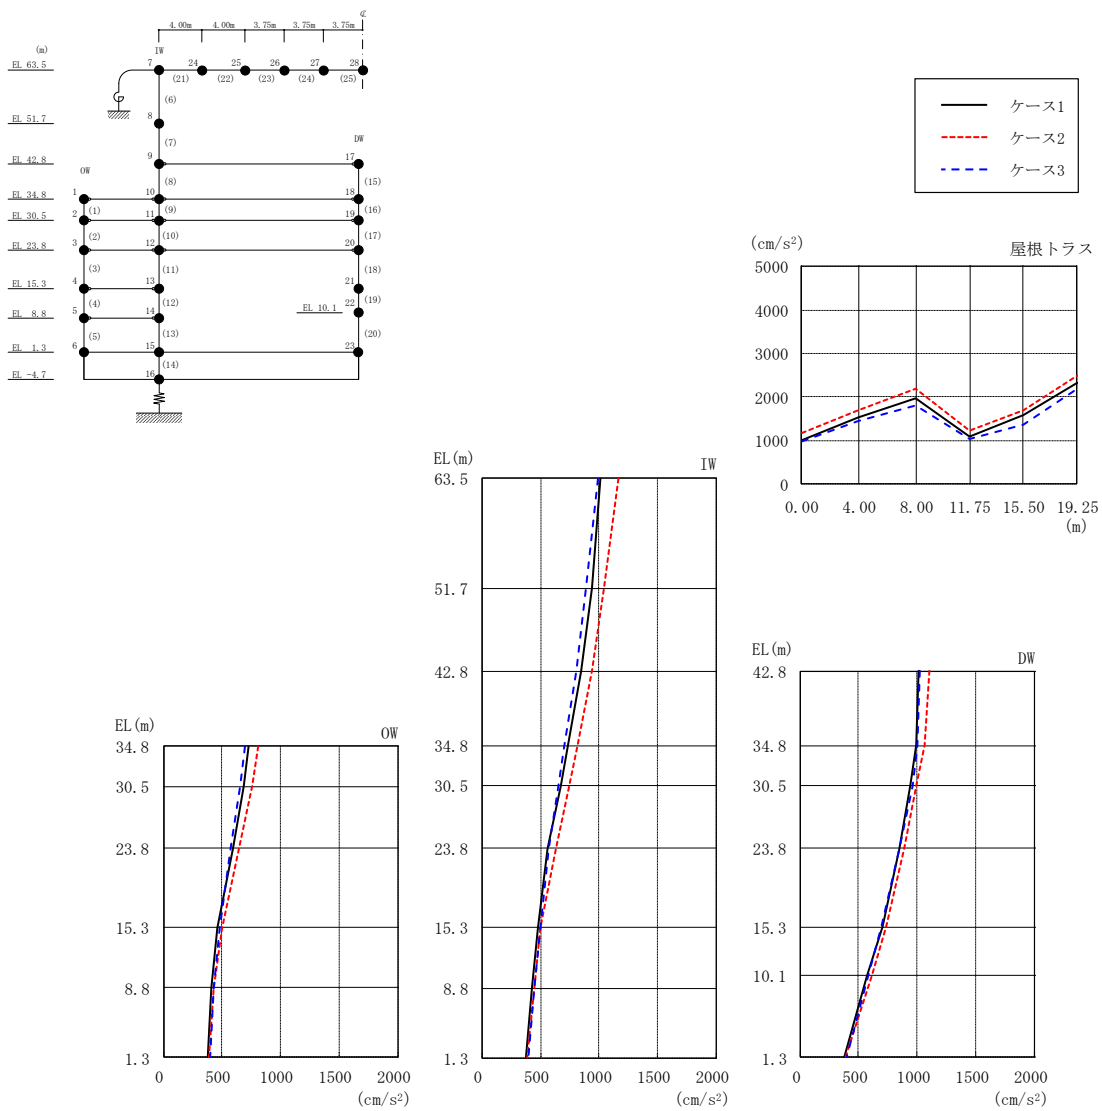 ℄
4.00m 4.00m 3.75m 3.75m 3.75m
(m)
IW
EL 63.5
7 24 25 26 27 28
(21) (22) (23) (24) (25)
(6)
EL 51.7
8
(7)
DW
EL 42.8
9 17
OW
(8) (15)
EL 34.8
1 10 18
(1) (9) (16)
EL 30.5
2 11 19
(2) (10) (17)
EL 23.8
3 12 20
(3) (11) (18)
EL 15.3
4 13 21
(4) (12) (19)
EL 10.1
22
EL 8.8
5 14
(5) (13) (20)
EL 1.3
6 15 23
(14)
EL -4.7
16
ケース1
ケース2
ケース3
(cm/s²)
屋根トラス
5000
4000
3000
2000
1000
0
0.00 4.00 8.00 11.75 15.50 19.25
(m)
EL(m)
IW
63.5
51.7
42.8
34.8
30.5
23.8
15.3
8.8
1.3
0 500 1000 1500 2000
(cm/s²)
EL(m)
OW
34.8
30.5
23.8
15.3
8.8
1.3
0 500 1000 1500 2000
(cm/s²)
EL(m)
DW
42.8
34.8
30.5
23.8
15.3
10.1
1.3
0 500 1000 1500 2000
(cm/s²)